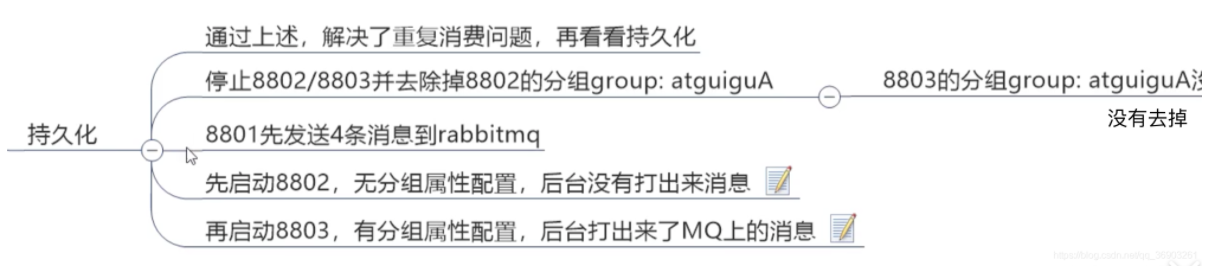 通过上述，解决了重复消费问题，再看看持久化
停止8802/8803并去除掉8802的分组group: atguiguA
8803的分组group: atguiguA没
没有去掉
持久化
8801先发送4条消息到rabbitmq
先启动8802，无分组属性配置，后台没有打出来消息
再启动8803，有分组属性配置，后台打出来了MQ上的消息